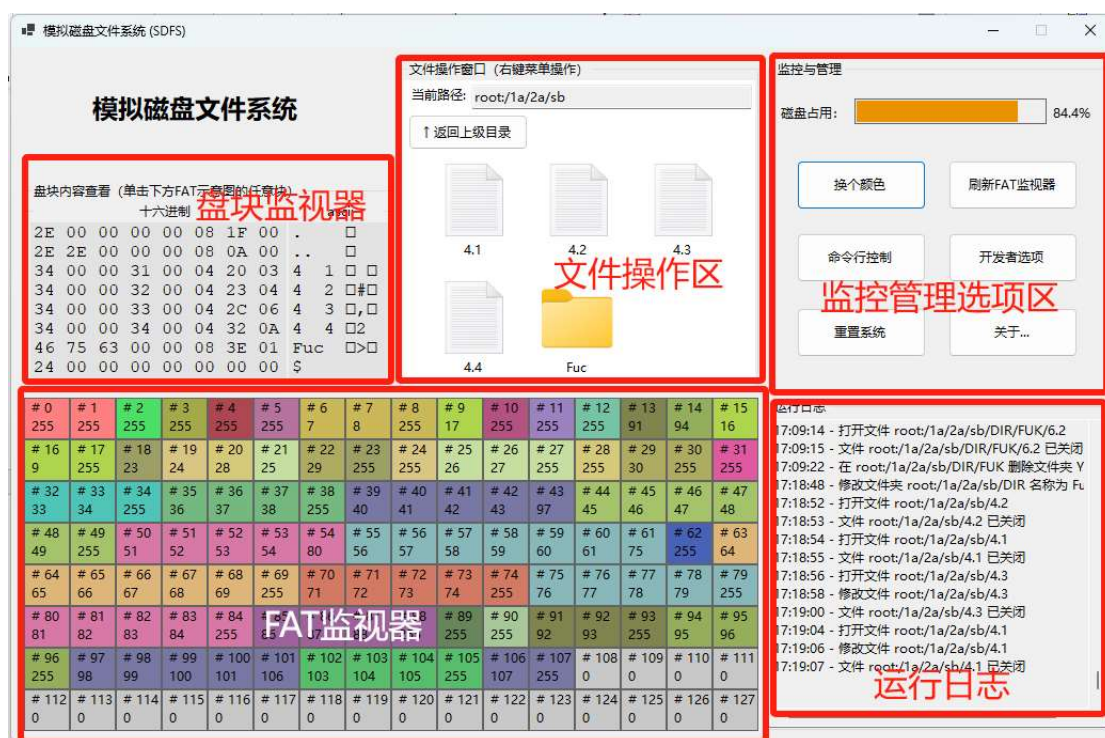 模拟磁盘文件系统 (SDFS)
模拟磁盘文件系统
盘块内容查看（单击下方FAT示意图的任意块）
十六进制
盘块监视器
2E 00 00 00 00 08 1F 00 .
2E 2E 00 00 00 08 0A 00 ..
34 00 00 31 00 04 20 03 4 1
34 00 00 32 00 04 23 04 4 2 #
34 00 00 33 00 04 2C 06 4 3 ,
34 00 00 34 00 04 32 0A 4 4 2
46 75 63 00 00 08 3E 01 Fuc >
24 00 00 00 00 00 00 00 $
文件操作窗口（右键菜单操作）
当前路径: root:/1a/2a/sb
↑返回上级目录
4.1 4.2 4.3
文件操作区
4.4 Fuc
监控与管理
磁盘占用: 84.4%
换个颜色 刷新FAT监视器
命令行控制 开发者选项
监控管理选项区
重置系统 关于...
# 0 # 1 # 2 # 3 # 4 # 5 # 6 # 7 # 8 # 9 # 10 # 11 # 12 # 13 # 14 # 15
255 255 255 255 255 255 7 8 255 17 255 255 255 91 94 16
# 16 # 17 # 18 # 19 # 20 # 21 # 22 # 23 # 24 # 25 # 26 # 27 # 28 # 29 # 30 # 31
9 255 23 24 28 25 29 255 255 26 27 255 255 30 255 255
# 32 # 33 # 34 # 35 # 36 # 37 # 38 # 39 # 40 # 41 # 42 # 43 # 44 # 45 # 46 # 47
33 34 255 36 37 38 255 40 41 42 43 97 45 46 47 48
# 48 # 49 # 50 # 51 # 52 # 53 # 54 # 55 # 56 # 57 # 58 # 59 # 60 # 61 # 62 # 63
49 255 51 52 53 54 80 56 57 58 59 60 61 75 255 64
# 64 # 65 # 66 # 67 # 68 # 69 # 70 # 71 # 72 # 73 # 74 # 75 # 76 # 77 # 78 # 79
65 66 67 68 69 255 71 72 73 74 255 76 77 78 79 255
# 80 # 81 # 82 # 83 # 84 # 89 # 90 # 91 # 92 # 93 # 94 # 95
81 82 83 84 255 255 255 92 93 255 95 96
FAT监视器
# 96 # 97 # 98 # 99 # 100 # 101 # 102 # 103 # 104 # 105 # 106 # 107 # 108 # 109 # 110 # 111
255 98 99 100 101 106 103 104 105 255 107 255 0 0 0 0
# 112 # 113 # 114 # 115 # 116 # 117 # 118 # 119 # 120 # 121 # 122 # 123 # 124 # 125 # 126 # 127
0 0 0 0 0 0 0 0 0 0 0 0 0 0 0 0
运行日志
17:09:14 - 打开文件 root:/1a/2a/sb/DIR/FUK/6.2
17:09:15 - 文件 root:/1a/2a/sb/DIR/FUK/6.2 已关闭
17:09:22 - 在 root:/1a/2a/sb/DIR/FUK 删除文件夹 Y
17:18:48 - 修改文件夹 root:/1a/2a/sb/DIR 名称为 Fu
17:18:52 - 打开文件 root:/1a/2a/sb/4.2
17:18:53 - 文件 root:/1a/2a/sb/4.2 已关闭
17:18:54 - 打开文件 root:/1a/2a/sb/4.1
17:18:55 - 文件 root:/1a/2a/sb/4.1 已关闭
17:18:56 - 打开文件 root:/1a/2a/sb/4.3
17:18:58 - 修改文件 root:/1a/2a/sb/4.3
17:19:00 - 文件 root:/1a/2a/sb/4.3 已关闭
17:19:04 - 打开文件 root:/1a/2a/sb/4.1
17:19:06 - 修改文件 root:/1a/2a/sb/4.1
17:19:07 - 文件 root:/1a/2a/sb/4.1 已关闭
运行日志